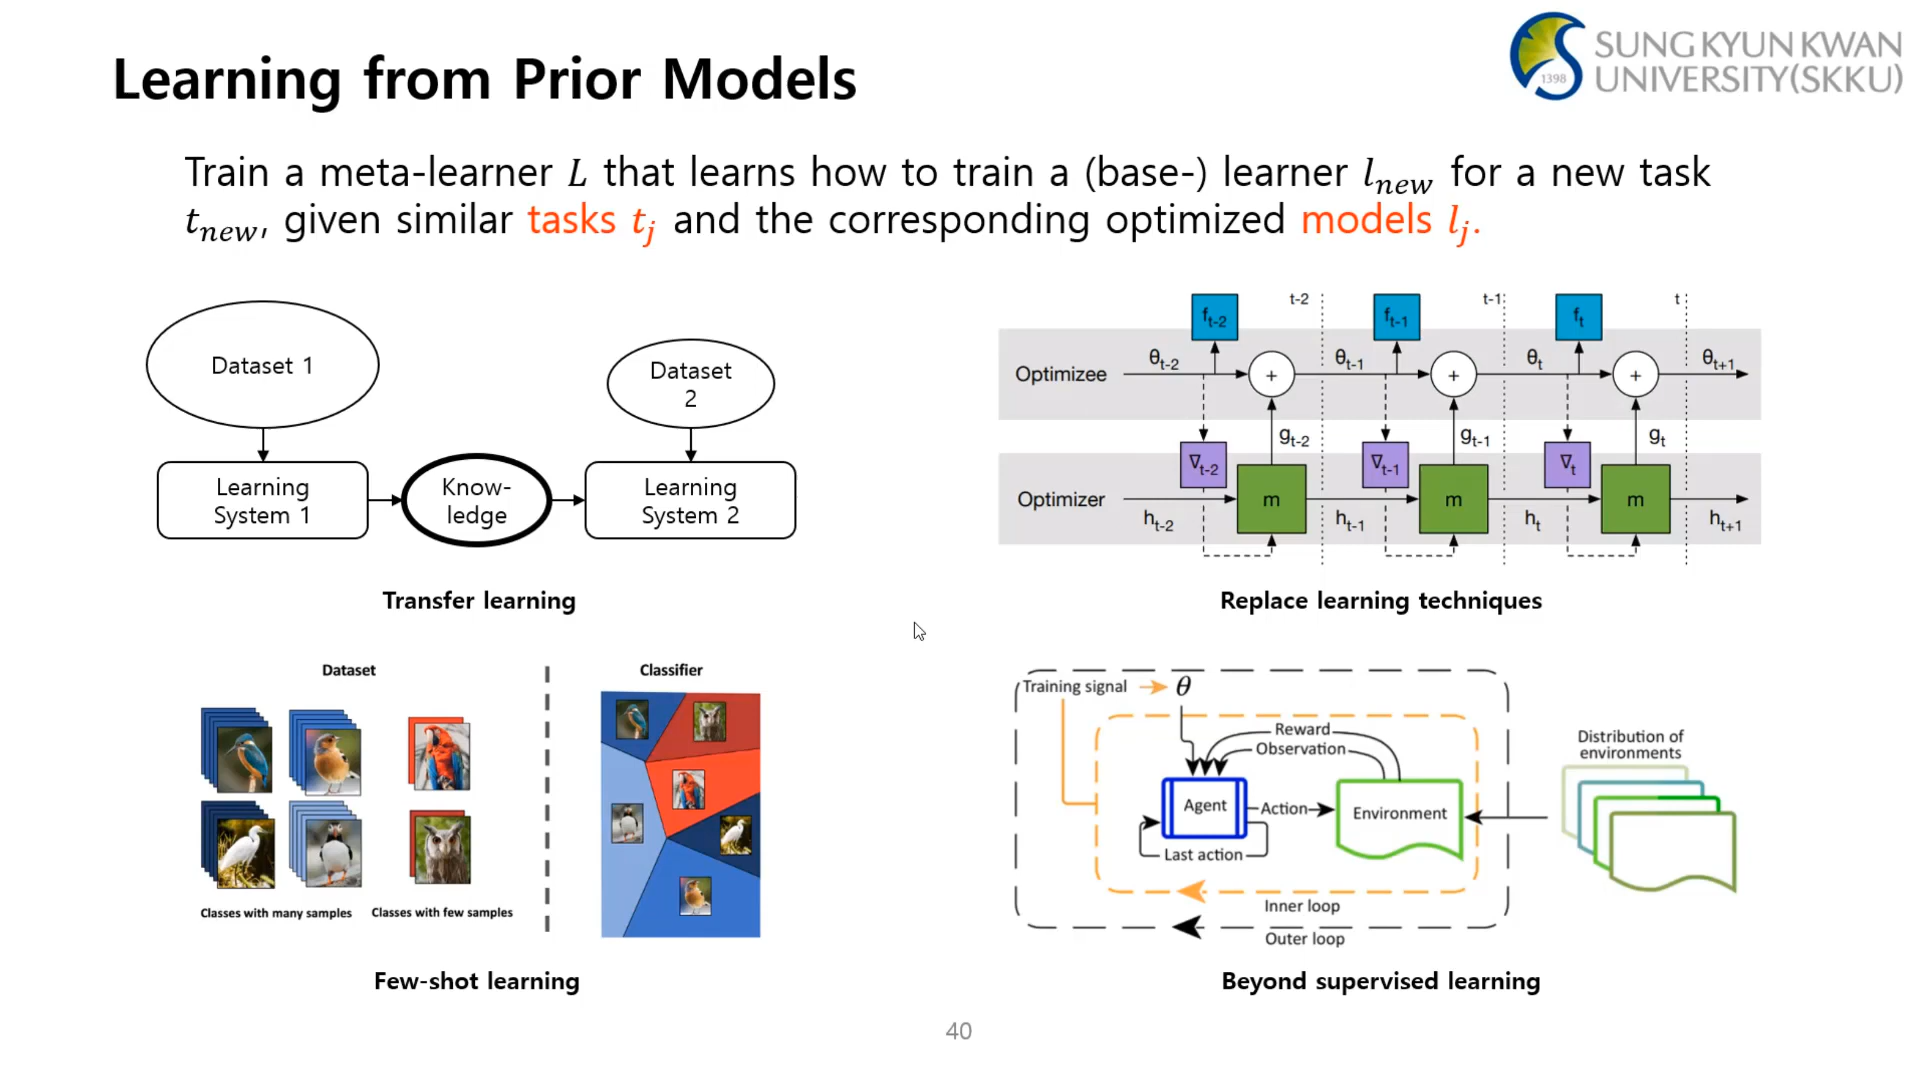 Learning from Prior Models
1398
SUNGKYUNKWAN
UNIVERSITY(SKKU)
Train a meta-learner L that learns how to train a (base-) learner l_new for a new task
t_new, given similar tasks t_j and the corresponding optimized models l_j.
Dataset 1
Dataset
2
Learning
System 1
Know-
ledge
Learning
System 2
Transfer learning
t-2
t-1
t
f_t-2
f_t-1
f_t
Optimizee
θ_t-2
+
θ_t-1
+
θ_t
+
θ_t+1
g_t-2
g_t-1
g_t
∇_t-2
∇_t-1
∇_t
Optimizer
m
m
m
h_t-2
h_t-1
h_t
h_t+1
Replace learning techniques
Dataset
Classifier
Classes with many samples
Classes with few samples
Few-shot learning
Training signal
θ
Reward
Observation
Agent
Action
Environment
Last action
Inner loop
Outer loop
Distribution of
environments
Beyond supervised learning
40